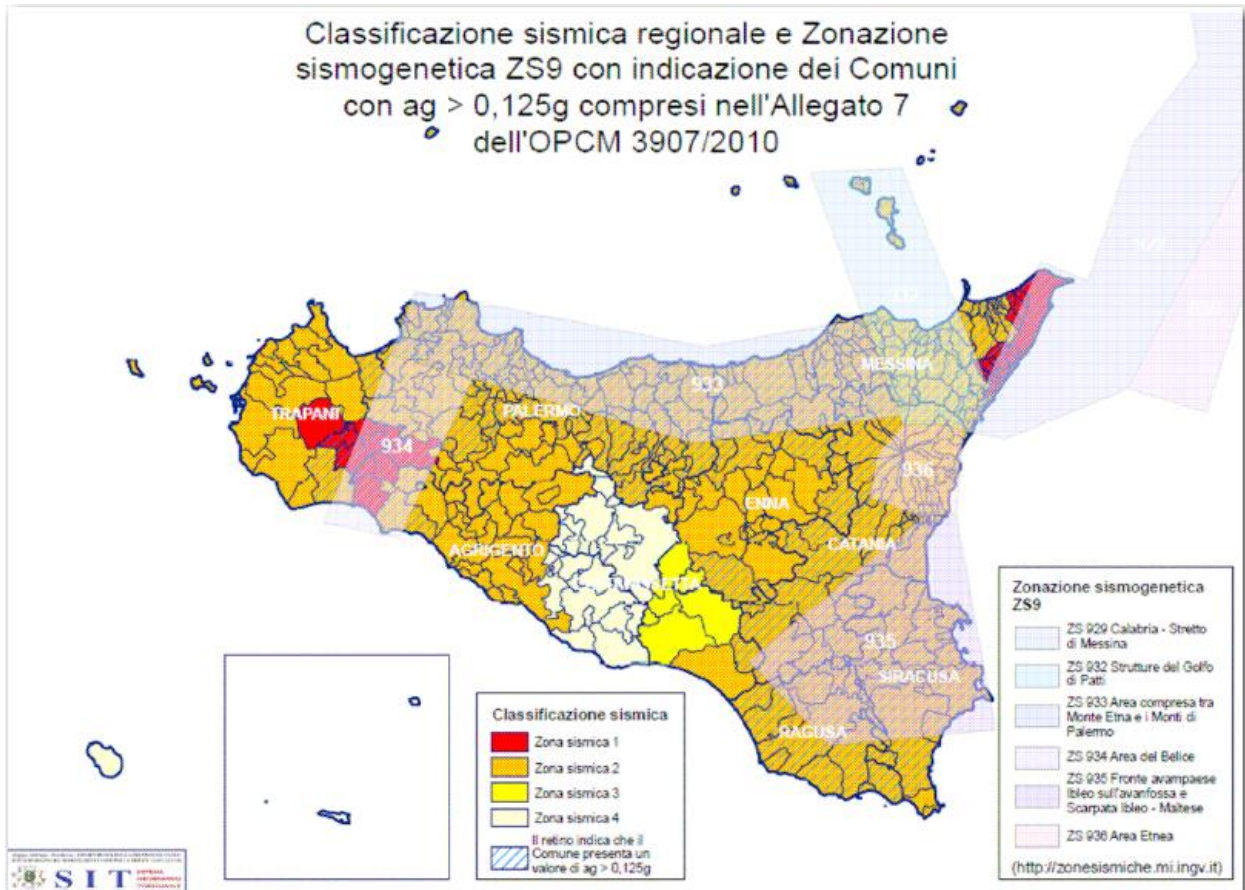 Classificazione sismica regionale e Zonazione
sismogenetica ZS9 con indicazione dei Comuni
con ag > 0,125g compresi nell'Allegato 7
dell'OPCM 3907/2010
MESSINA
933
PALERMO
TRAPANI
934
936
ENNA
AGRIGENTO
CATANIA
935
SIRACUSA
RAGUSA
Classificazione sismica
Zona sismica 1
Zona sismica 2
Zona sismica 3
Zona sismica 4
Il retino indica che il
Comune presenta un
valore di ag > 0,125g
Zonazione sismogenetica
ZS9
ZS 929 Calabria - Stretto
di Messina
ZS 932 Strutture del Golfo
di Patti
ZS 933 Area compresa tra
Monte Etna e i Monti di
Palermo
ZS 934 Area del Belice
ZS 935 Fronte avampaese
Ibleo sull'avanfossa e
Scarpata Ibleo - Maltese
ZS 936 Area Etnea
(http://zonesismiche.mi.ingv.it)
SIT